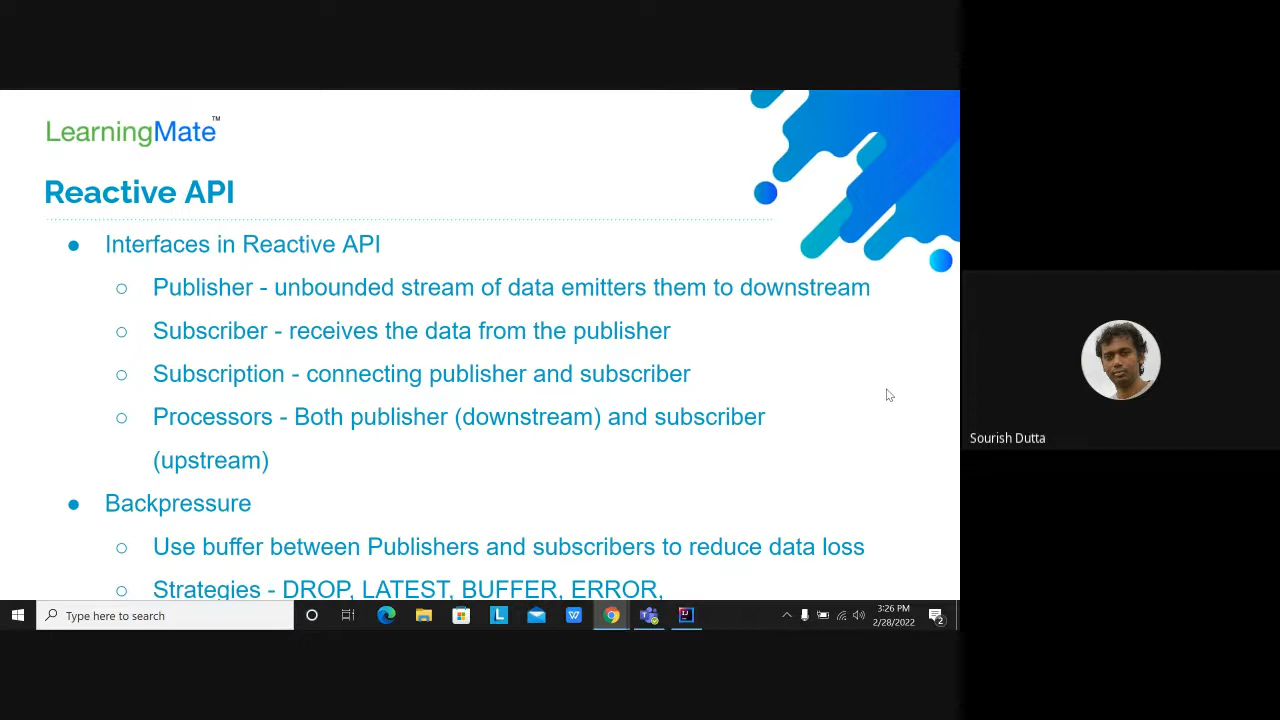 LearningMate™
Reactive API
● Interfaces in Reactive API
○ Publisher - unbounded stream of data emitters them to downstream
○ Subscriber - receives the data from the publisher
○ Subscription - connecting publisher and subscriber
○ Processors - Both publisher (downstream) and subscriber
(upstream)
● Backpressure
○ Use buffer between Publishers and subscribers to reduce data loss
○ Strategies - DROP, LATEST, BUFFER, ERROR,
Sourish Dutta
Type here to search
3:26 PM
2/28/2022
2